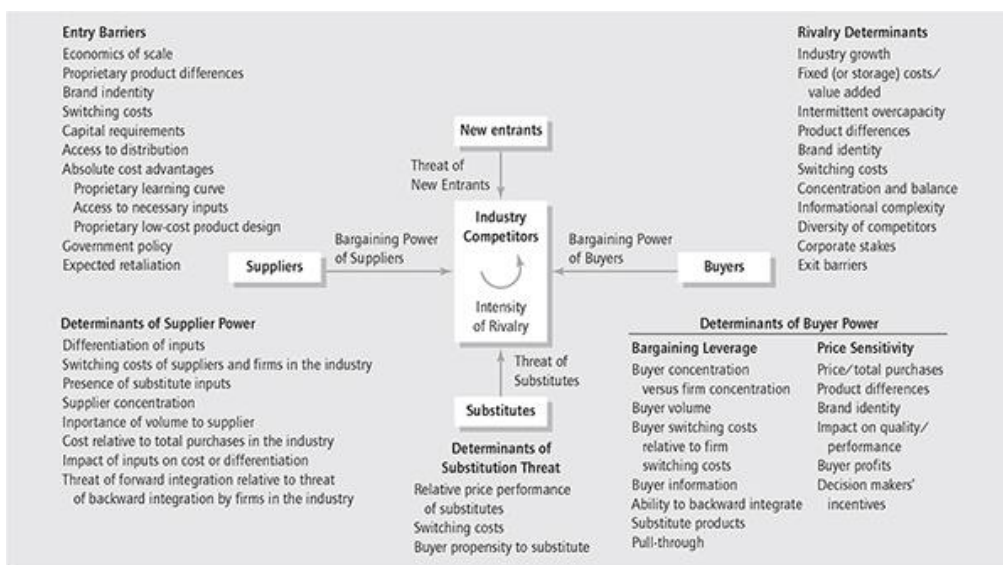 Entry Barriers
Economics of scale
Proprietary product differences
Brand indentity
Switching costs
Capital requirements
Access to distribution
Absolute cost advantages
Proprietary learning curve
Access to necessary inputs
Proprietary low-cost product design
Government policy
Expected retaliation
Rivalry Determinants
Industry growth
Fixed (or storage) costs/
value added
Intermittent overcapacity
Product differences
Brand identity
Switching costs
Concentration and balance
Informational complexity
Diversity of competitors
Corporate stakes
Exit barriers
New entrants
Threat of
New Entrants
Suppliers
Bargaining Power
of Suppliers
Industry
Competitors
Intensity
of Rivalry
Bargaining Power
of Buyers
Buyers
Threat of
Substitutes
Substitutes
Determinants of Supplier Power
Differentiation of inputs
Switching costs of suppliers and firms in the industry
Presence of substitute inputs
Supplier concentration
Inportance of volume to supplier
Cost relative to total purchases in the industry
Impact of inputs on cost or differentiation
Threat of forward integration relative to threat
of backward integration by firms in the industry
Determinants of
Substitution Threat
Relative price performance
of substitutes
Switching costs
Buyer propensity to substitute
Determinants of Buyer Power
Bargaining Leverage
Buyer concentration
versus firm concentration
Buyer volume
Buyer switching costs
relative to firm
switching costs
Buyer information
Ability to backward integrate
Substitute products
Pull-through
Price Sensitivity
Price/total purchases
Product differences
Brand identity
Impact on quality/
performance
Buyer profits
Decision makers'
incentives